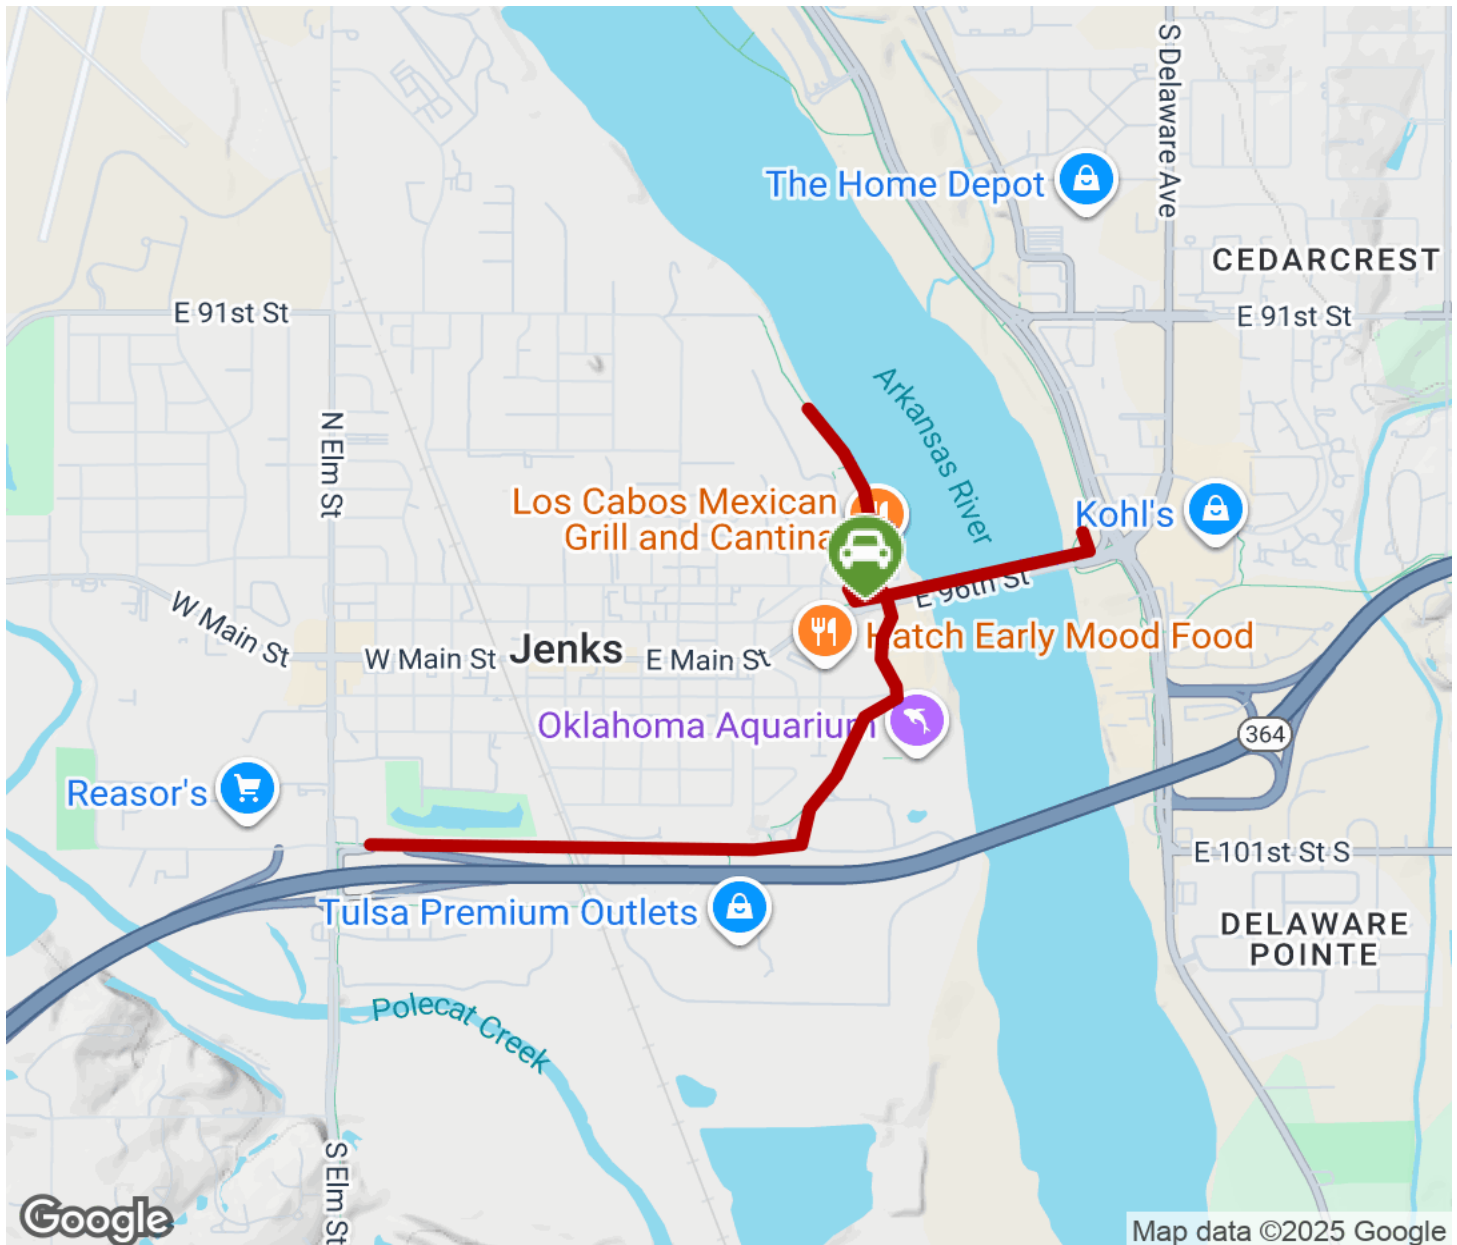 S Delaware Ave
The Home Depot
CEDARCREST
E 91st St
E 91st St
Arkansas River
N Elm St
Los Cabos Mexican
Grill and Cantina
Kohl's
E 96th St
W Main St
Hatch Early Mood Food
W Main St
Jenks
E Main St
Oklahoma Aquarium
364
Reasor's
E 101st St S
Tulsa Premium Outlets
DELAWARE
POINTE
Polecat Creek
S Elm St
Google
Map data ©2025 Google